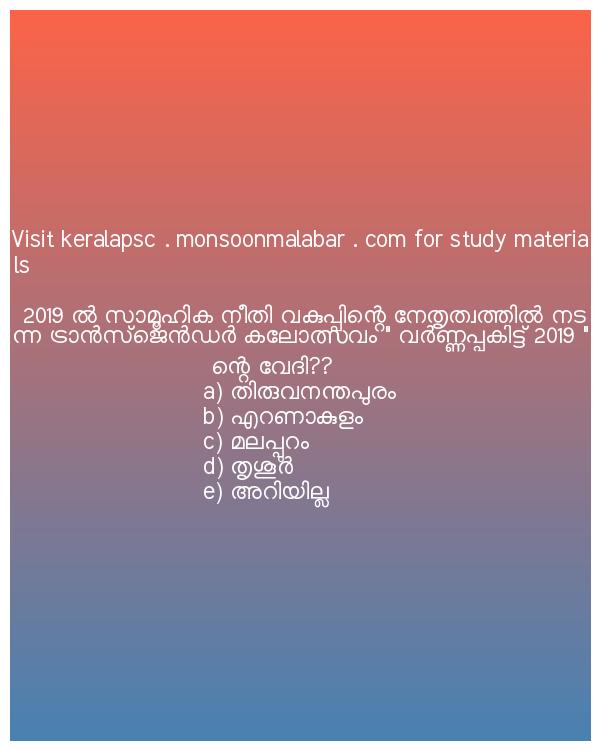 Visit keralapsc . monsoonmalabar . com for study materia
ls
2019 ൽ സാമൂഹിക നീതി വകുപ്പിന്റെ നേതൃത്വത്തിൽ നട
ന്ന ട്രാൻസ്ജെൻഡർ കലോത്സവം " വർണ്ണപ്പകിട്ട് 2019 "
ന്റെ വേദി??
a) തിരുവനന്തപുരം
b) എറണാകുളം
c) മലപ്പുറം
d) തൃശൂർ
e) അറിയില്ല